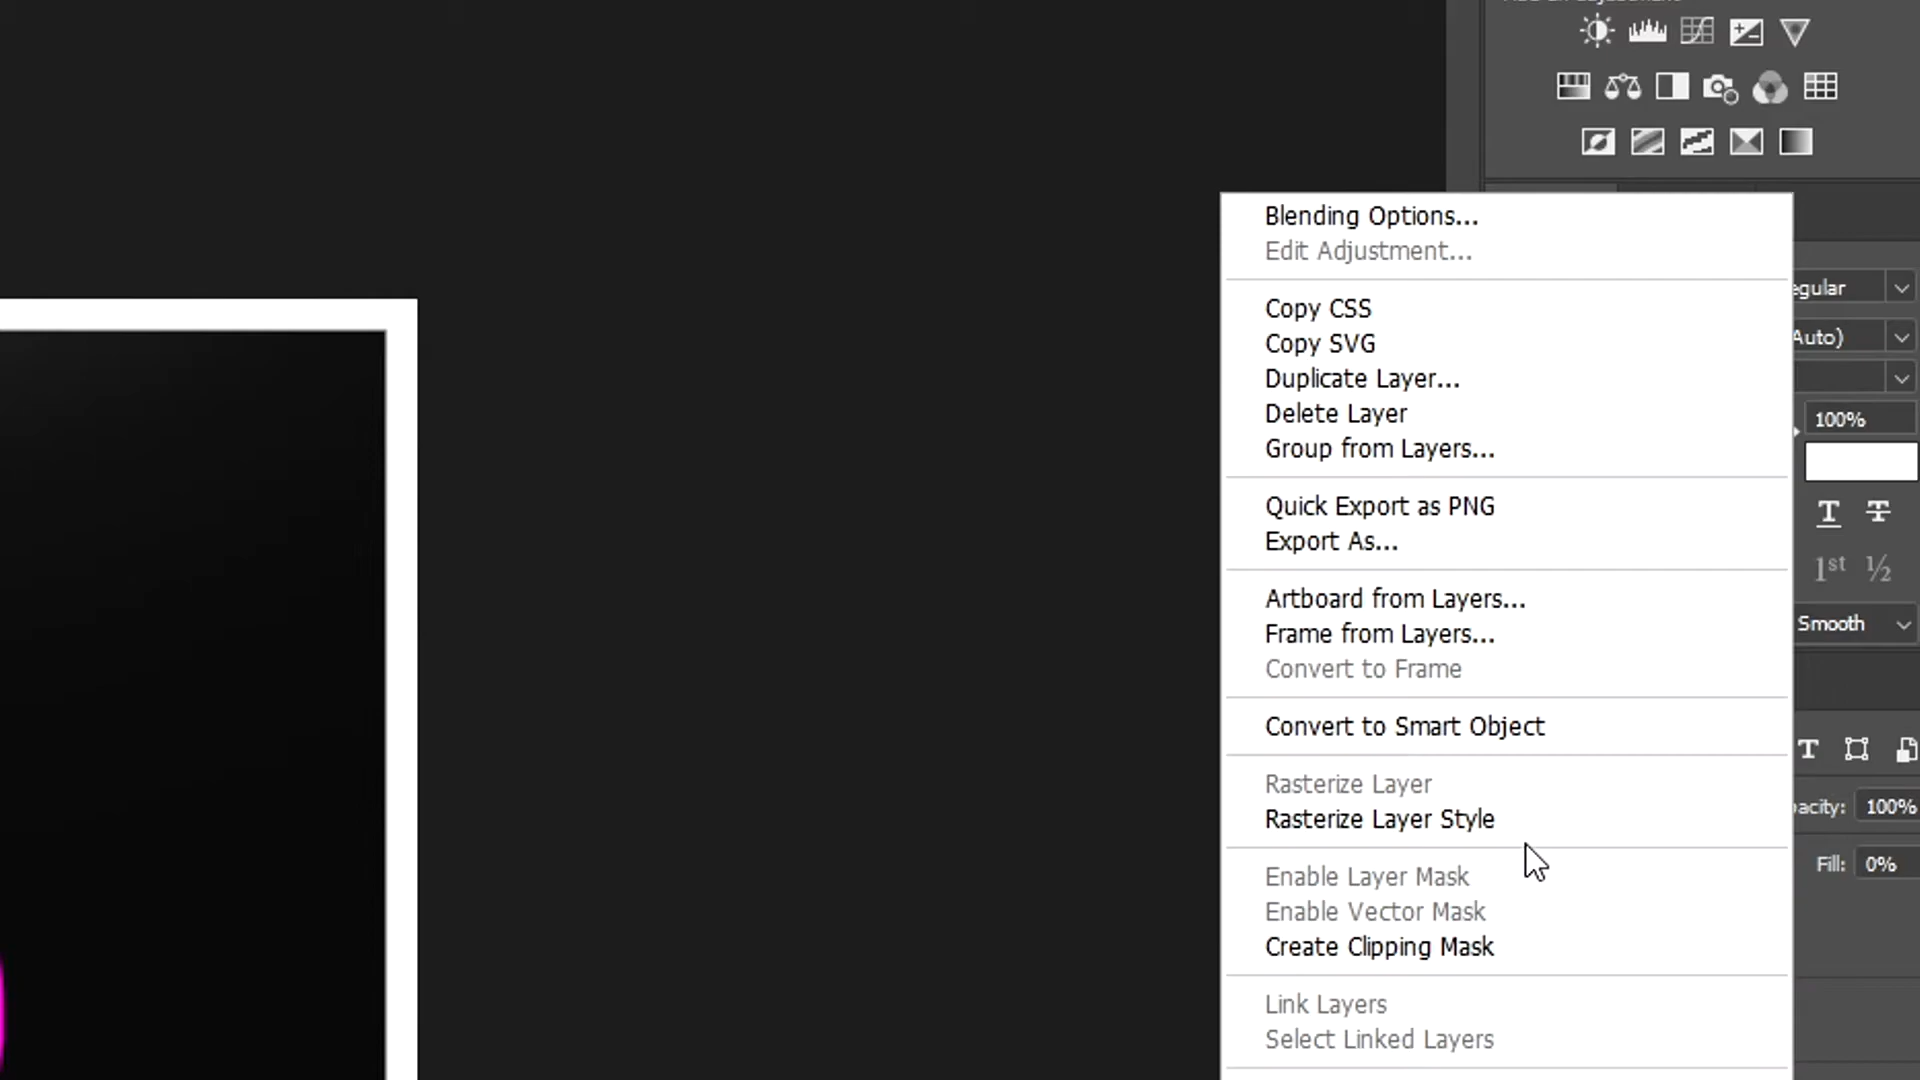 Blending Options...
Edit Adjustment...
Copy CSS
Copy SVG
Duplicate Layer...
Delete Layer
Group from Layers...
Quick Export as PNG
Export As...
Artboard from Layers...
Frame from Layers...
Convert to Frame
Convert to Smart Object
Rasterize Layer
Rasterize Layer Style
Enable Layer Mask
Enable Vector Mask
Create Clipping Mask
Link Layers
Select Linked Layers
egular
Auto)
100%
T T
1st ½
Smooth
T
pacity: 100%
Fill: 0%